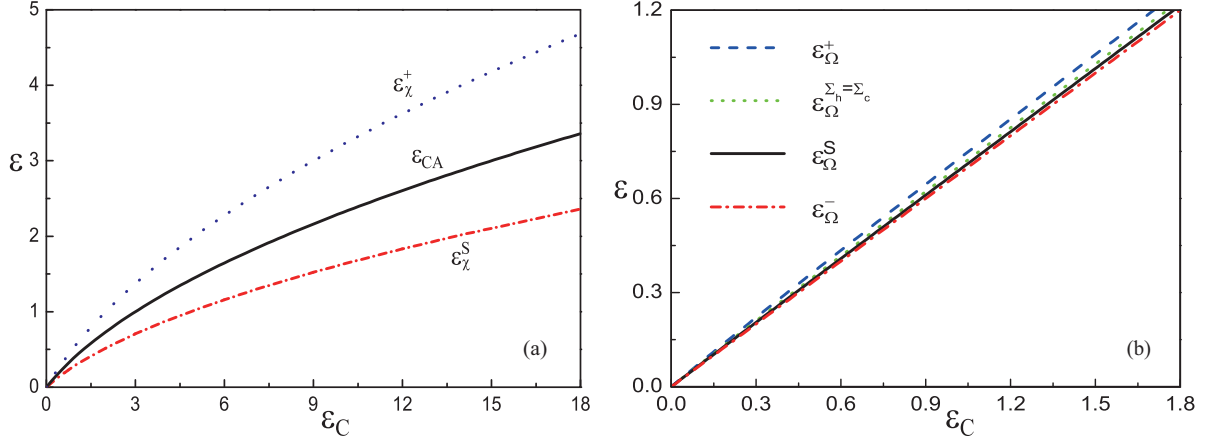 5
4
3
2
1
0
ε
ε_χ^+
ε_CA
ε_χ^S
(a)
0 3 6 9 12 15 18
ε_C
1.2
0.9
0.6
0.3
0.0
ε
ε_Ω^+
ε_Ω^{Σ_h=Σ_c}
ε_Ω^S
ε_Ω^-
(b)
0.0 0.3 0.6 0.9 1.2 1.5 1.8
ε_C